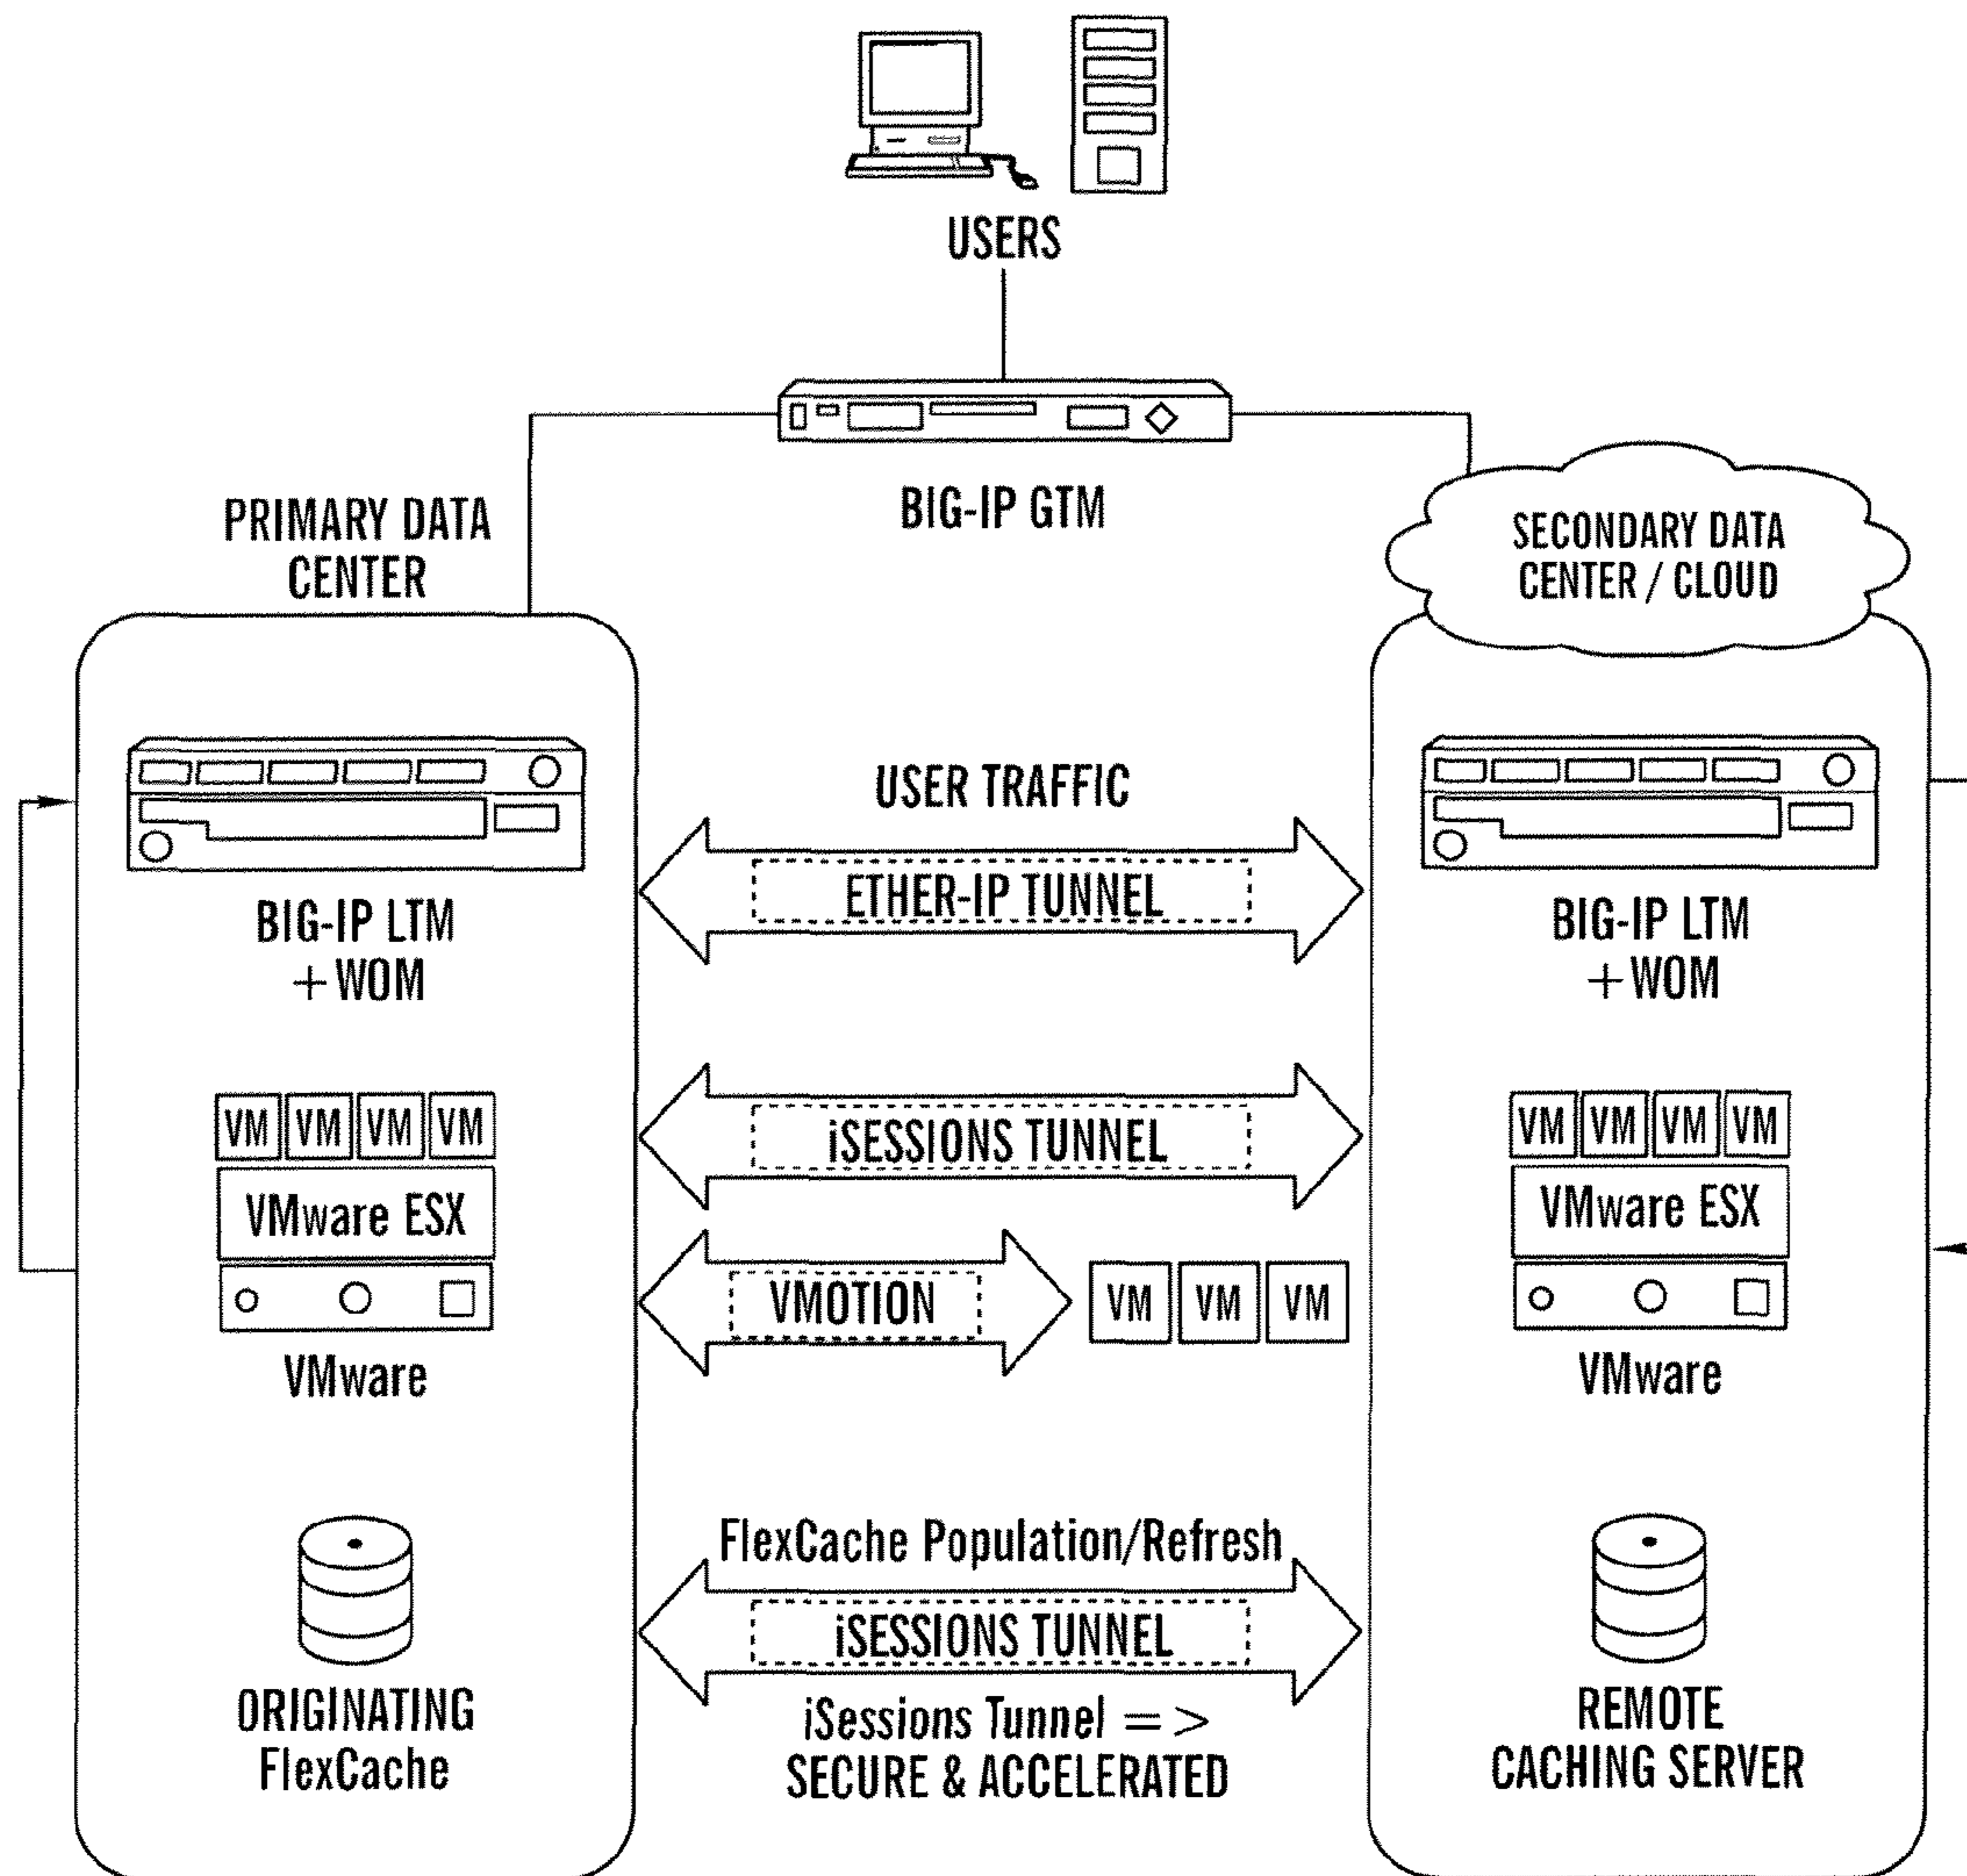 USERS
BIG-IP GTM
PRIMARY DATA
CENTER
SECONDARY DATA
CENTER / CLOUD
BIG-IP LTM
+ WOM
VM VM VM VM
VMware ESX
VMware
ORIGINATING
FlexCache
USER TRAFFIC
ETHER-IP TUNNEL
iSESSIONS TUNNEL
VMOTION
VM VM VM
FlexCache Population/Refresh
iSESSIONS TUNNEL
iSessions Tunnel = >
SECURE & ACCELERATED
BIG-IP LTM
+ WOM
VM VM VM VM
VMware ESX
VMware
REMOTE
CACHING SERVER